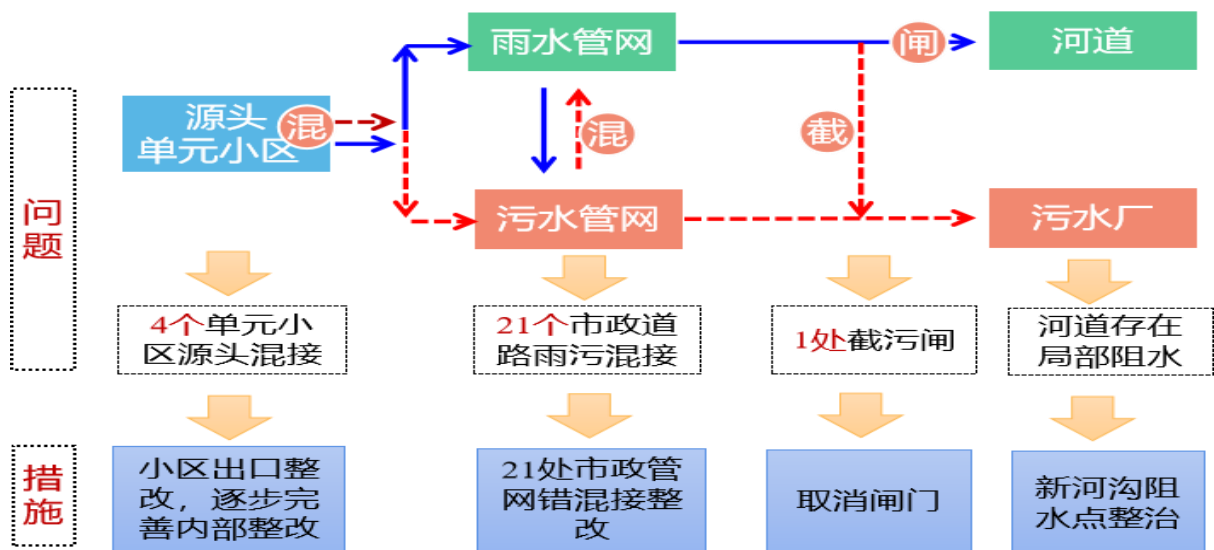 雨水管网
闸
河道
源头
单元小区
混
混
截
污水管网
污水厂
问
题
4个单元小
区源头混接
21个市政道
路雨污混接
1处截污闸
河道存在
局部阻水
措
施
小区出口整
改，逐步完
善内部整改
21处市政管
网错混接整
改
取消闸门
新河沟阻
水点整治